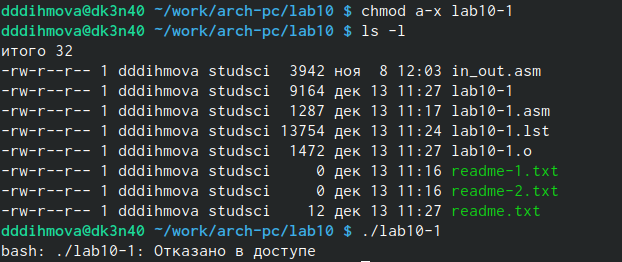 dddihmova@dk3n40 ~/work/arch-pc/lab10 $ chmod a-x lab10-1
dddihmova@dk3n40 ~/work/arch-pc/lab10 $ ls -l
итого 32
-rw-r--r-- 1 dddihmova studsci  3942 ноя  8 12:03 in_out.asm
-rw-r--r-- 1 dddihmova studsci  9164 дек 13 11:27 lab10-1
-rw-r--r-- 1 dddihmova studsci  1287 дек 13 11:17 lab10-1.asm
-rw-r--r-- 1 dddihmova studsci 13754 дек 13 11:24 lab10-1.lst
-rw-r--r-- 1 dddihmova studsci  1472 дек 13 11:27 lab10-1.o
-rw-r--r-- 1 dddihmova studsci     0 дек 13 11:16 readme-1.txt
-rw-r--r-- 1 dddihmova studsci     0 дек 13 11:16 readme-2.txt
-rw-r--r-- 1 dddihmova studsci    12 дек 13 11:27 readme.txt
dddihmova@dk3n40 ~/work/arch-pc/lab10 $ ./lab10-1
bash: ./lab10-1: Отказано в доступе